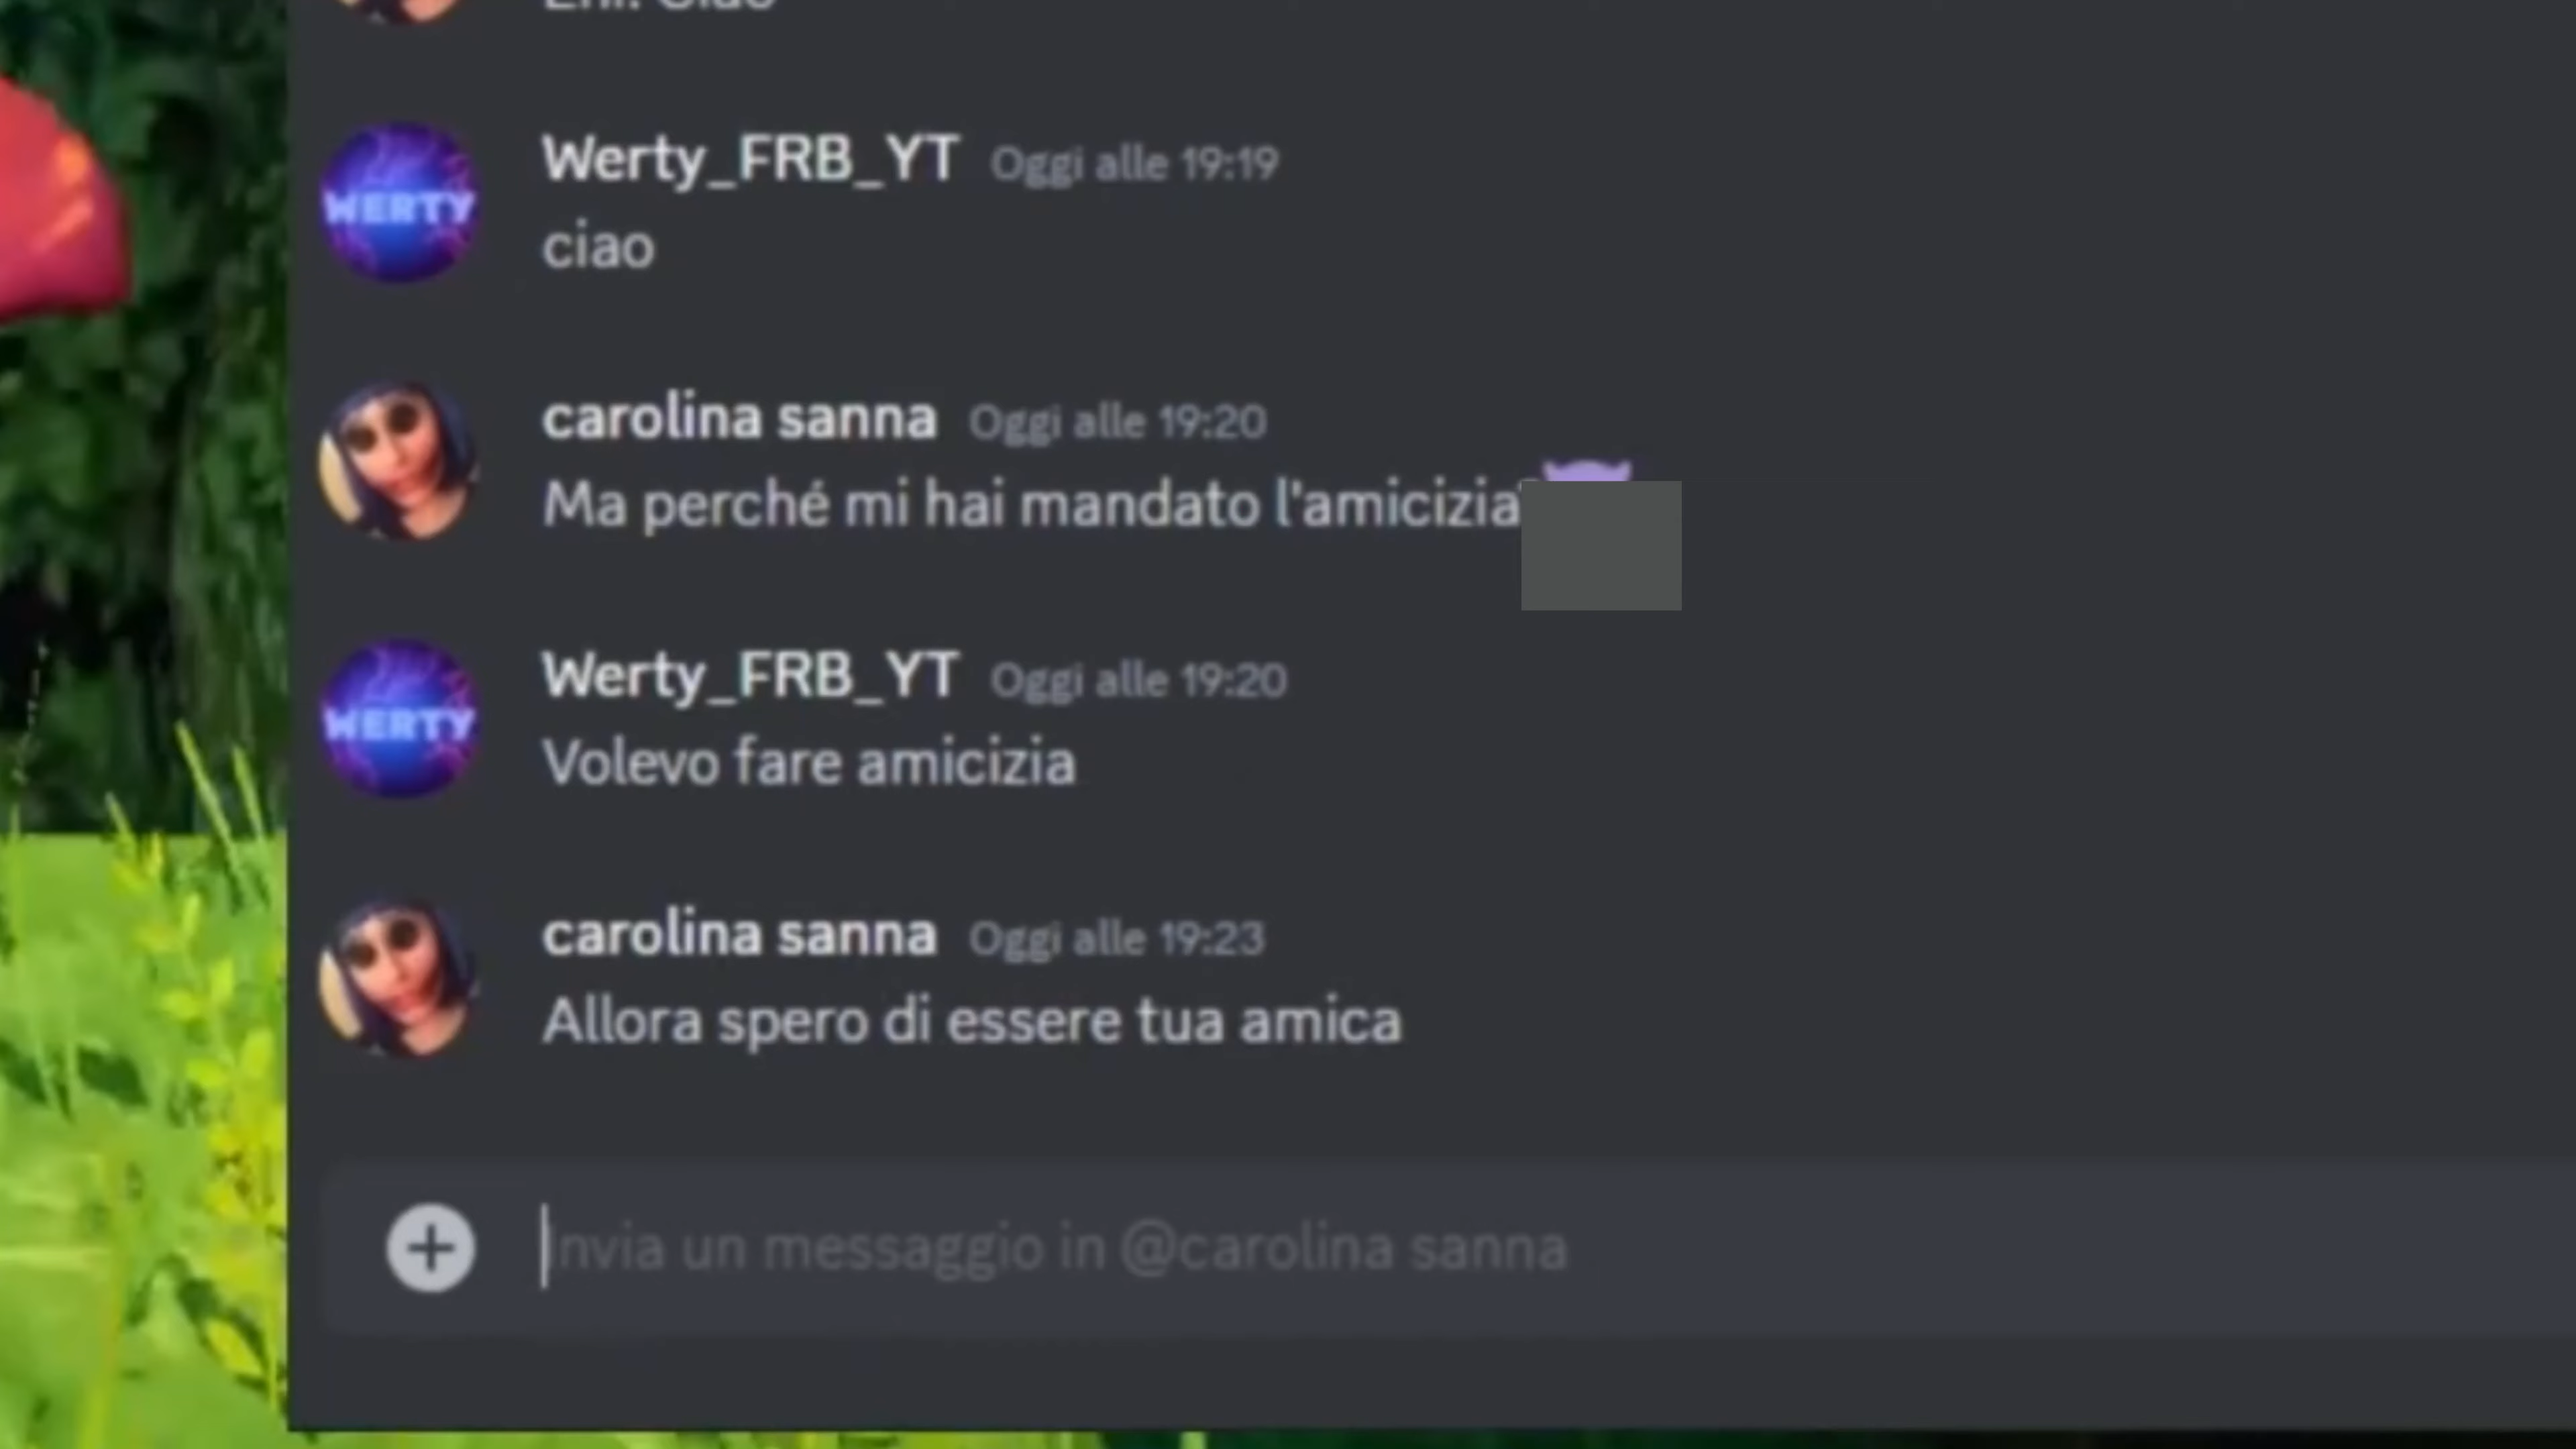 Werty_FRB_YT Oggi alle 19:19
WERTY
ciao
carolina sanna Oggi alle 19:20
Ma perché mi hai mandato l'amicizia
Werty_FRB_YT Oggi alle 19:20
WERTY
Volevo fare amicizia
carolina sanna Oggi alle 19:23
Allora spero di essere tua amica
Invia un messaggio in @carolina sanna